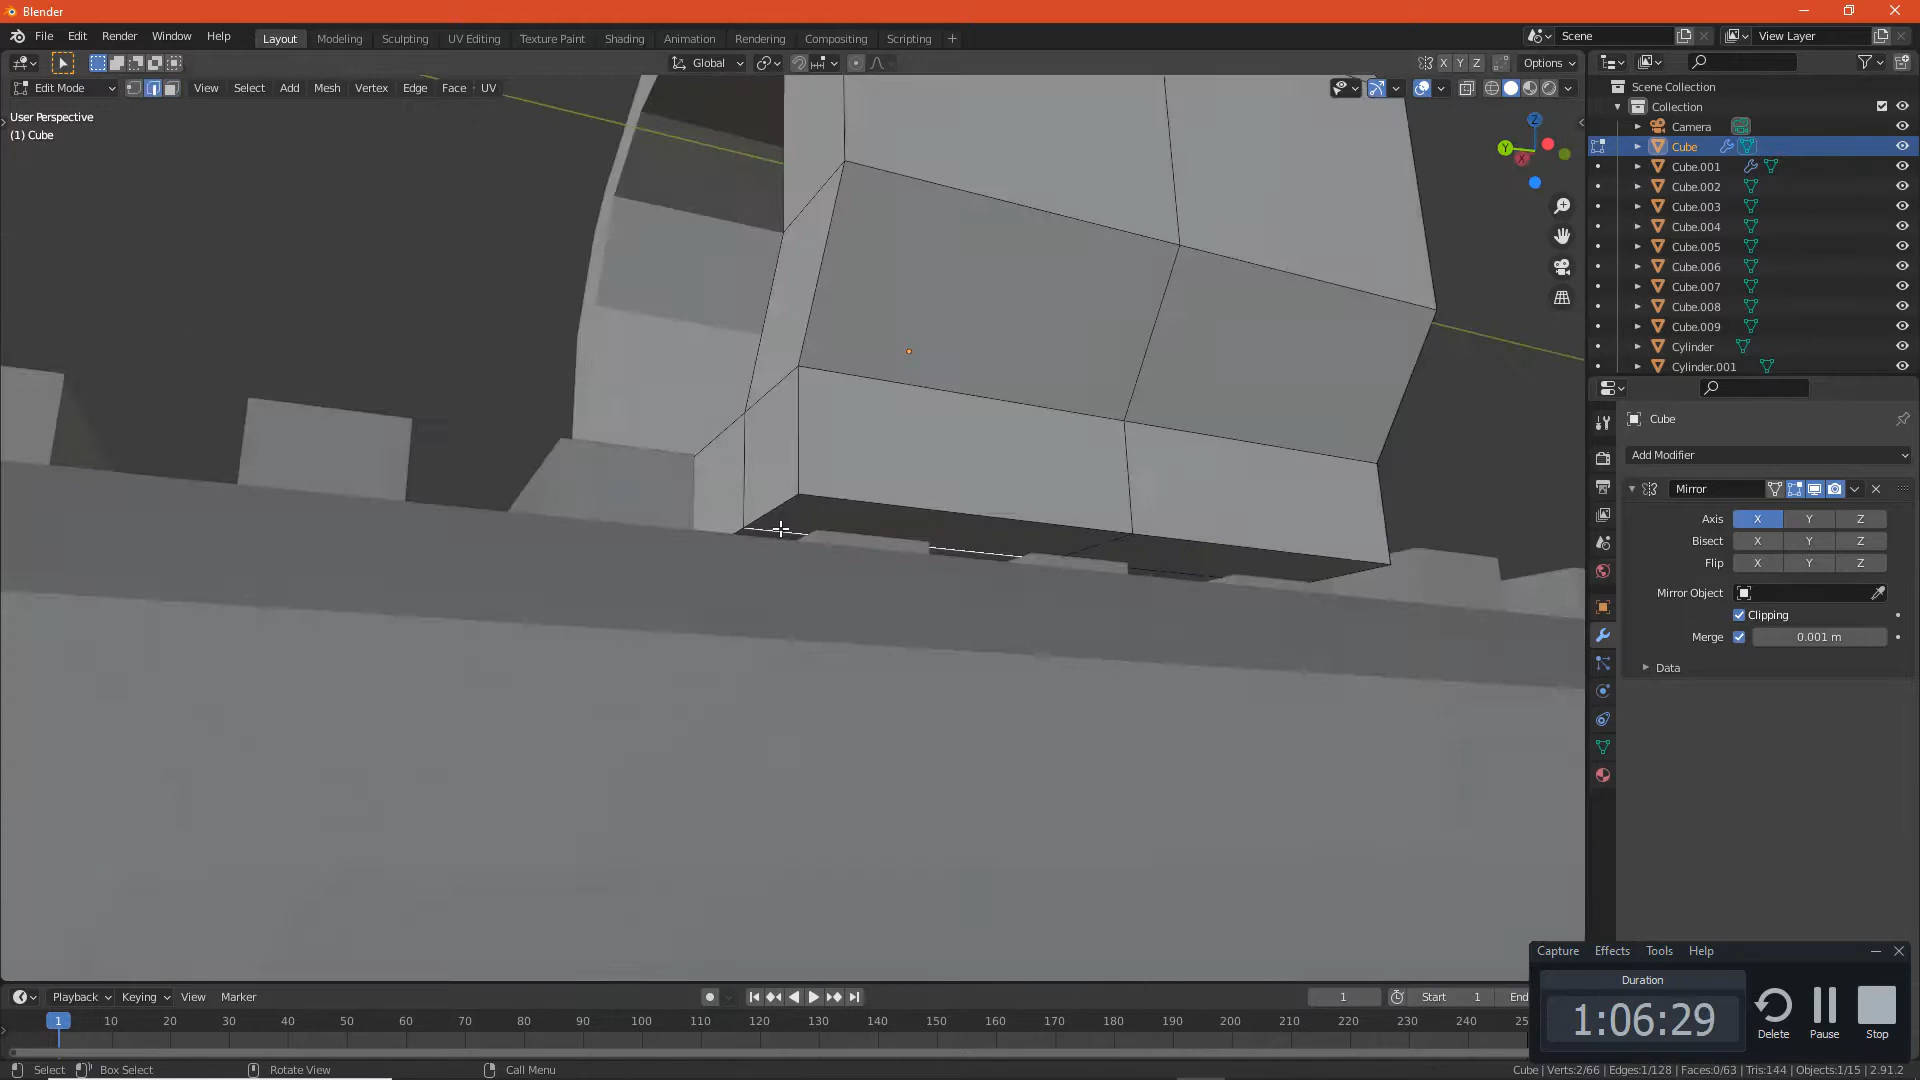 Blender
File Edit Render Window Help
Layout Modeling Sculpting UV Editing Texture Paint Shading Animation Rendering Compositing Scripting +
Scene
View Layer
Global
X Y Z
Options
Edit Mode
View Select Add Mesh Vertex Edge Face UV
User Perspective
(1) Cube
Z
Y
X
Scene Collection
Collection
Camera
Cube
Cube.001
Cube.002
Cube.003
Cube.004
Cube.005
Cube.006
Cube.007
Cube.008
Cube.009
Cylinder
Cylinder.001
Cube
Add Modifier
Mirror
Axis X Y Z
Bisect X Y Z
Flip X Y Z
Mirror Object
Clipping
Merge 0.001 m
Data
Capture Effects Tools Help
Duration
1:06:29
Delete Pause Stop
Playback Keying View Marker
1
Start 1 End
1 10 20 30 40 50 60 70 80 90 100 110 120 130 140 150 160 170 180 190 200 210 220 230 240 25
Select Box Select Rotate View Call Menu
Cube | Verts:2/66 | Edges:1/128 | Faces:0/63 | Tris:144 | Objects:1/15 | 2.91.2